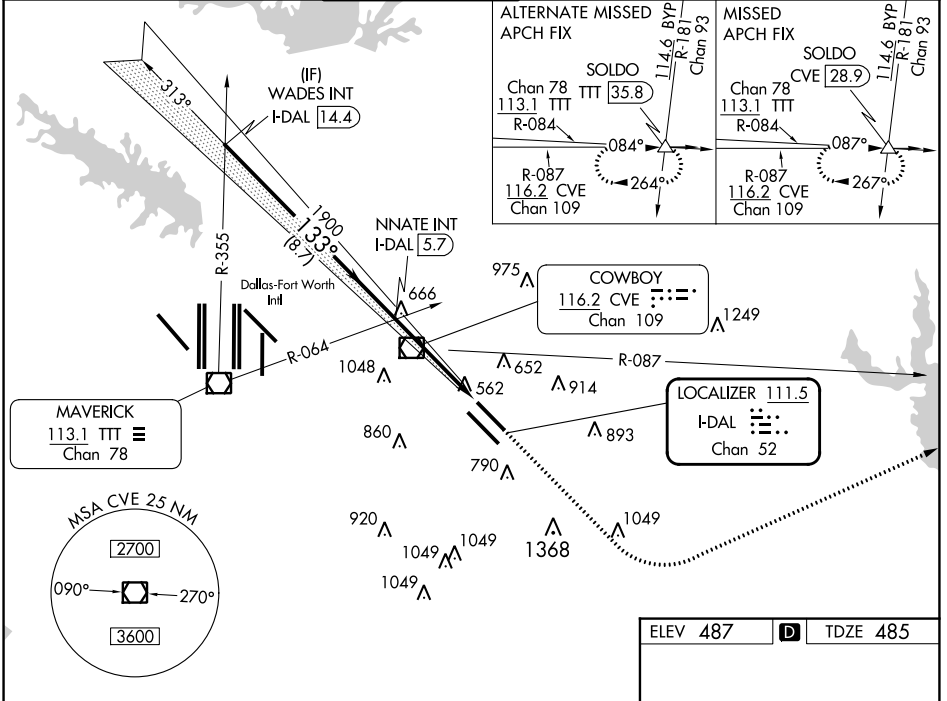 ALTERNATE MISSED
APCH FIX
SOLDO
TTT 35.8
Chan 78
113.1 TTT
R-084
084°
264°
R-087
116.2 CVE
Chan 109
114.6 BYP
R-181
Chan 93
MISSED
APCH FIX
SOLDO
CVE 28.9
Chan 78
113.1 TTT
R-084
087°
267°
R-087
116.2 CVE
Chan 109
114.6 BYP
R-181
Chan 93
313°
(IF)
WADES INT
I-DAL 14.4
1900
133°
(8.7)
NNATE INT
I-DAL 5.7
R-355
Dallas-Fort Worth
Intl
666
975
COWBOY
116.2 CVE
Chan 109
1249
R-064
R-087
1048
652
562
914
MAVERICK
113.1 TTT
Chan 78
LOCALIZER 111.5
I-DAL
Chan 52
860
893
790
MSA CVE 25 NM
2700
090°
270°
3600
920
1049
1049
1049
1368
1049
ELEV 487
D
TDZE 485